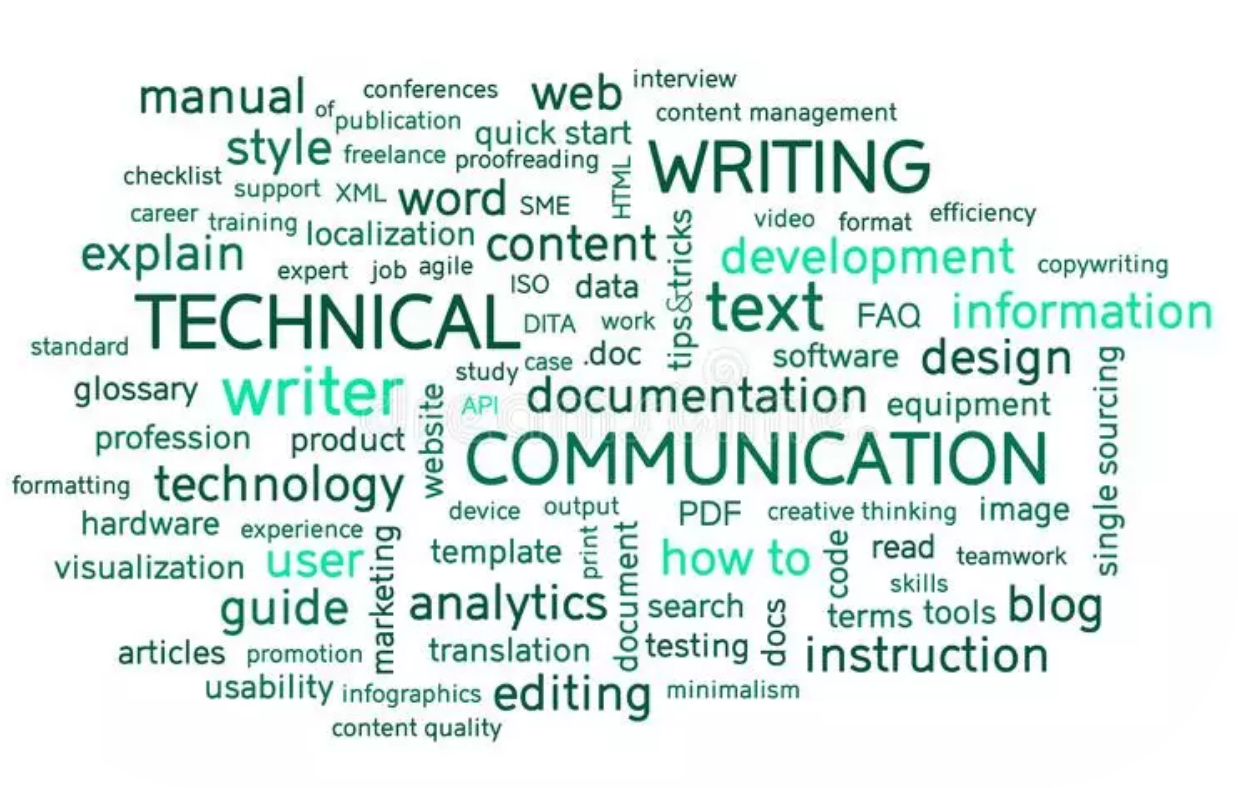 interview
conferences
manual of web
content management
publication
quick start
style freelance proofreading WRITING
checklist support XML word SME HTML
career training video format efficiency
localization content tips&tricks development
explain expert job agile copywriting
ISO data
TECHNICAL DITA work text FAQ information
standard case .doc software design
study
glossary writer API documentation equipment
website single sourcing
profession product COMMUNICATION
formatting technology
device output PDF creative thinking image
hardware experience
visualization user marketing template print document how to code read teamwork
skills
guide analytics search docs terms tools blog
articles promotion translation testing instruction
usability infographics editing minimalism
content quality
dreamstime